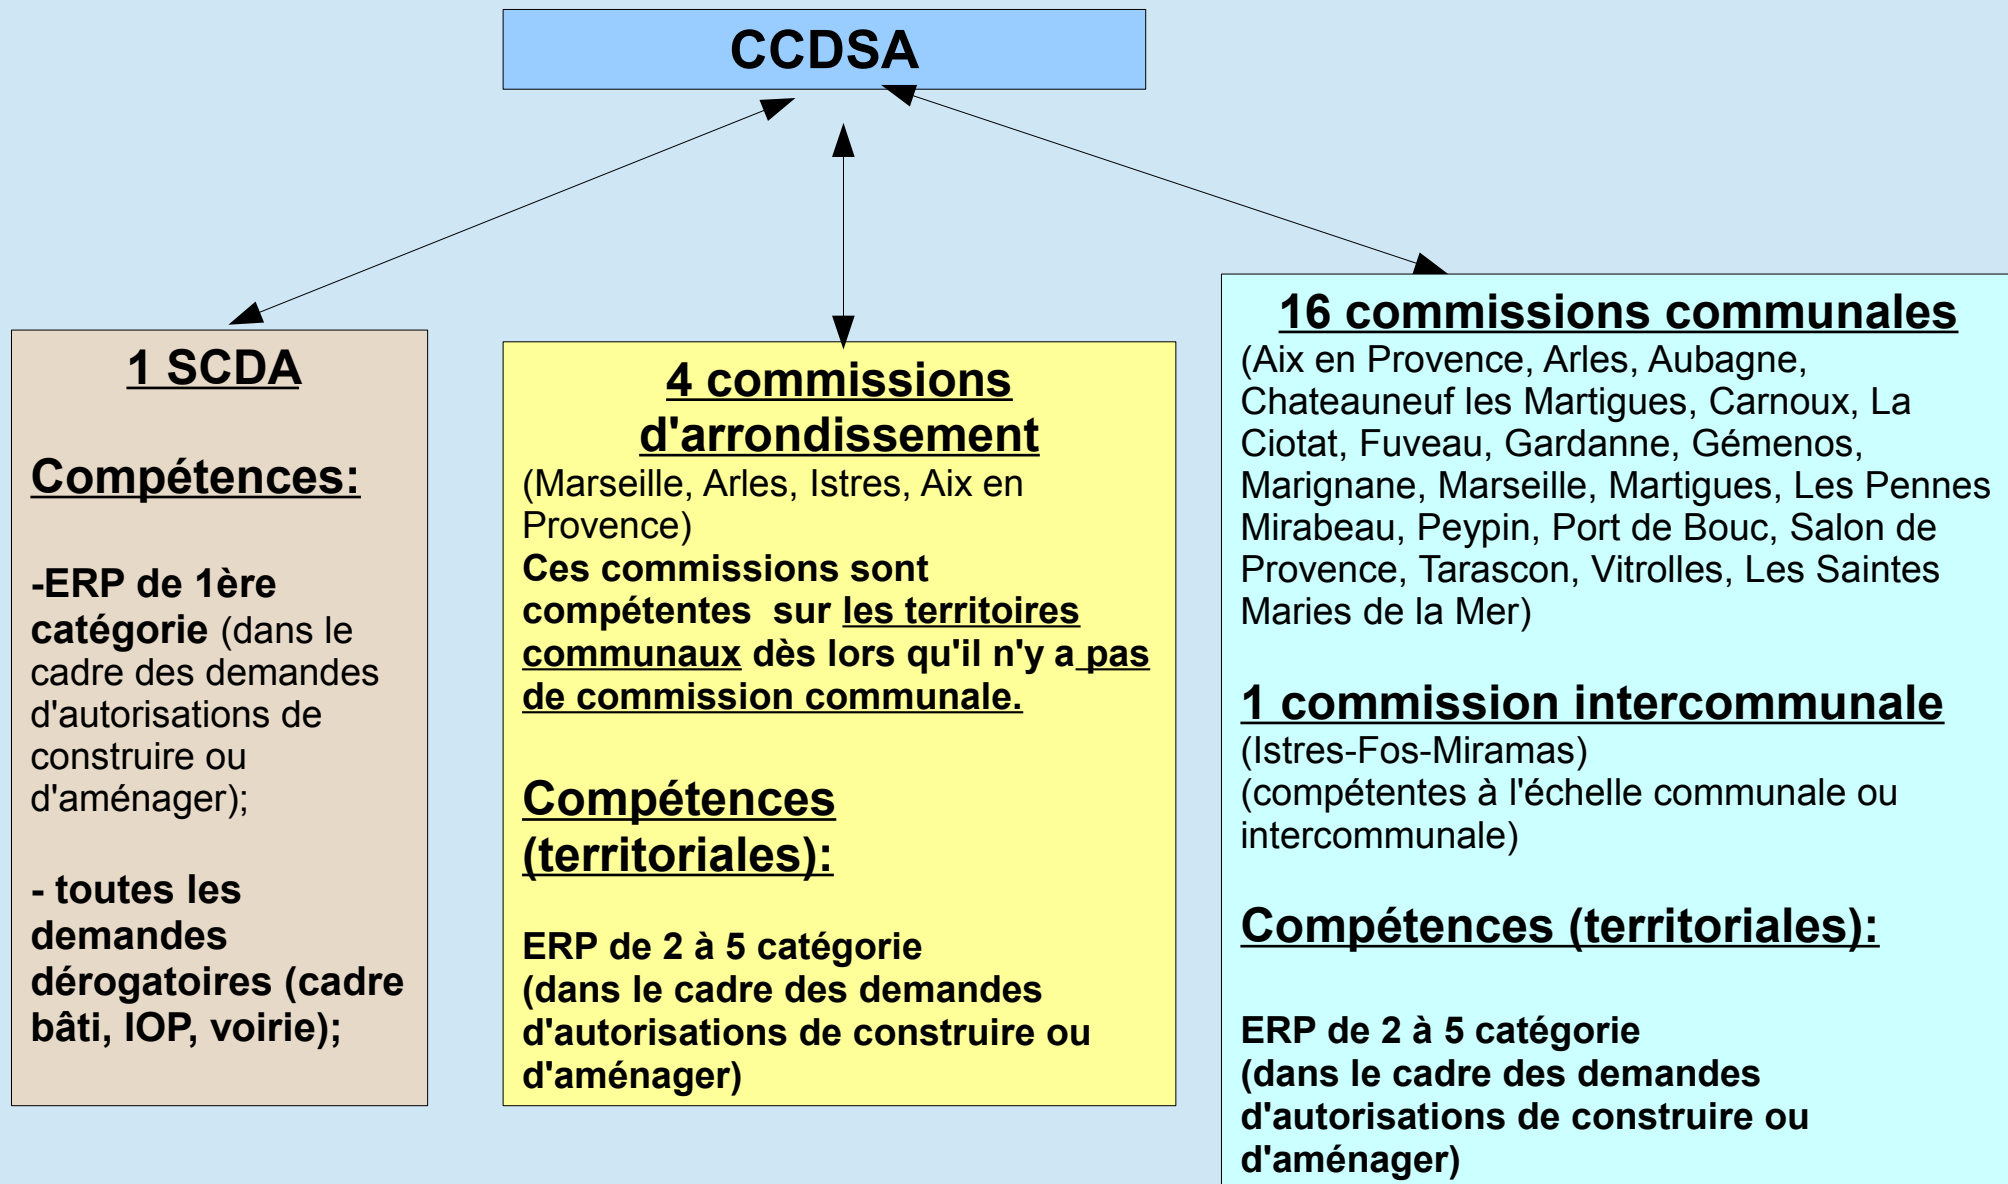 CCDSA
1 SCDA
Compétences:
-ERP de 1ère
catégorie (dans le
cadre des demandes
d'autorisations de
construire ou
d'aménager);
- toutes les
demandes
dérogatoires (cadre
bâti, IOP, voirie);
4 commissions
d'arrondissement
(Marseille, Arles, Istres, Aix en
Provence)
Ces commissions sont
compétentes  sur les territoires
communaux dès lors qu'il n'y a pas
de commission communale.
Compétences
(territoriales):
ERP de 2 à 5 catégorie
(dans le cadre des demandes
d'autorisations de construire ou
d'aménager)
16 commissions communales
(Aix en Provence, Arles, Aubagne,
Chateauneuf les Martigues, Carnoux, La
Ciotat, Fuveau, Gardanne, Gémenos,
Marignane, Marseille, Martigues, Les Pennes
Mirabeau, Peypin, Port de Bouc, Salon de
Provence, Tarascon, Vitrolles, Les Saintes
Maries de la Mer)
1 commission intercommunale
(Istres-Fos-Miramas)
(compétentes à l'échelle communale ou
intercommunale)
Compétences (territoriales):
ERP de 2 à 5 catégorie
(dans le cadre des demandes
d'autorisations de construire ou
d'aménager)